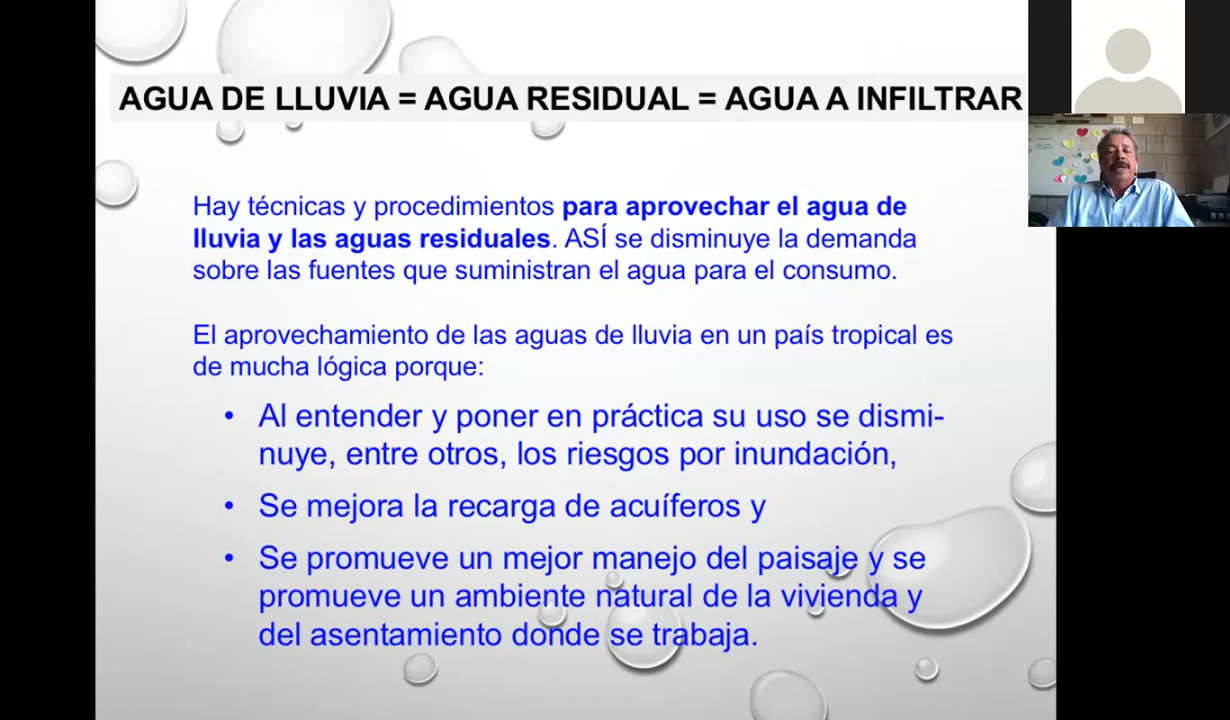 AGUA DE LLUVIA = AGUA RESIDUAL = AGUA A INFILTRAR
Hay técnicas y procedimientos para aprovechar el agua de
lluvia y las aguas residuales. ASÍ se disminuye la demanda
sobre las fuentes que suministran el agua para el consumo.
El aprovechamiento de las aguas de lluvia en un país tropical es
de mucha lógica porque:
• Al entender y poner en práctica su uso se dismi-
nuye, entre otros, los riesgos por inundación,
• Se mejora la recarga de acuíferos y
• Se promueve un mejor manejo del paisaje y se
promueve un ambiente natural de la vivienda y
del asentamiento donde se trabaja.